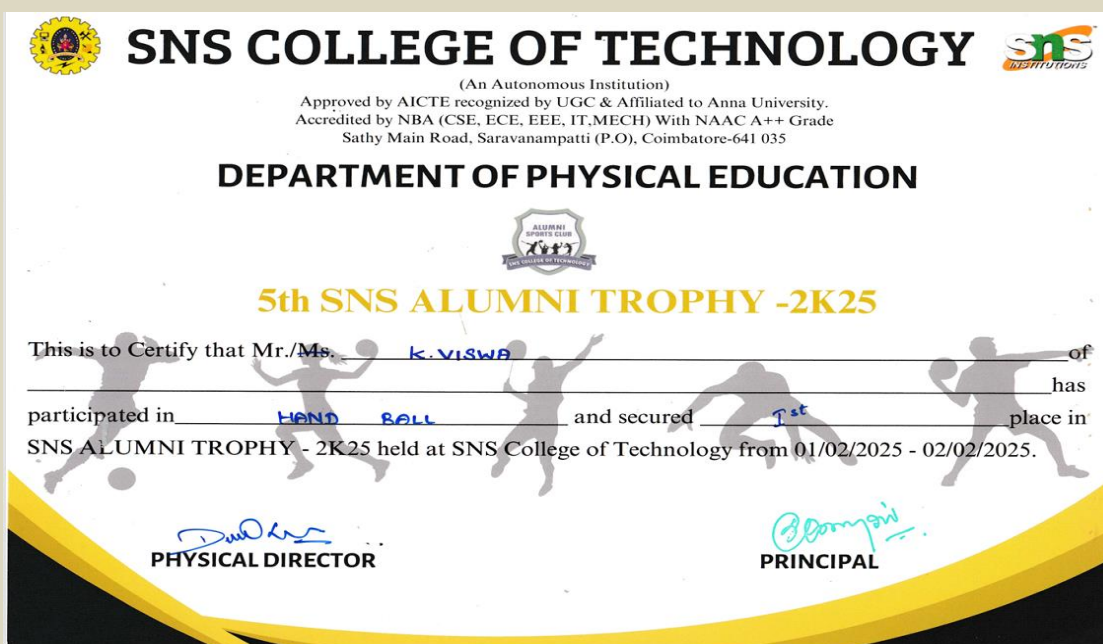 SNS COLLEGE OF TECHNOLOGY
sns
INSTITUTIONS
(An Autonomous Institution)
Approved by AICTE recognized by UGC & Affiliated to Anna University.
Accredited by NBA (CSE, ECE, EEE, IT,MECH) With NAAC A++ Grade
Sathy Main Road, Saravanampatti (P.O), Coimbatore-641 035
DEPARTMENT OF PHYSICAL EDUCATION
ALUMNI
SPORTS CLUB
SNS COLLEGE OF TECHNOLOGY
5th SNS ALUMNI TROPHY -2K25
This is to Certify that Mr./Ms. K.VISWA of
has
participated in HAND BALL and secured Ist place in
SNS ALUMNI TROPHY - 2K25 held at SNS College of Technology from 01/02/2025 - 02/02/2025.
PHYSICAL DIRECTOR
PRINCIPAL